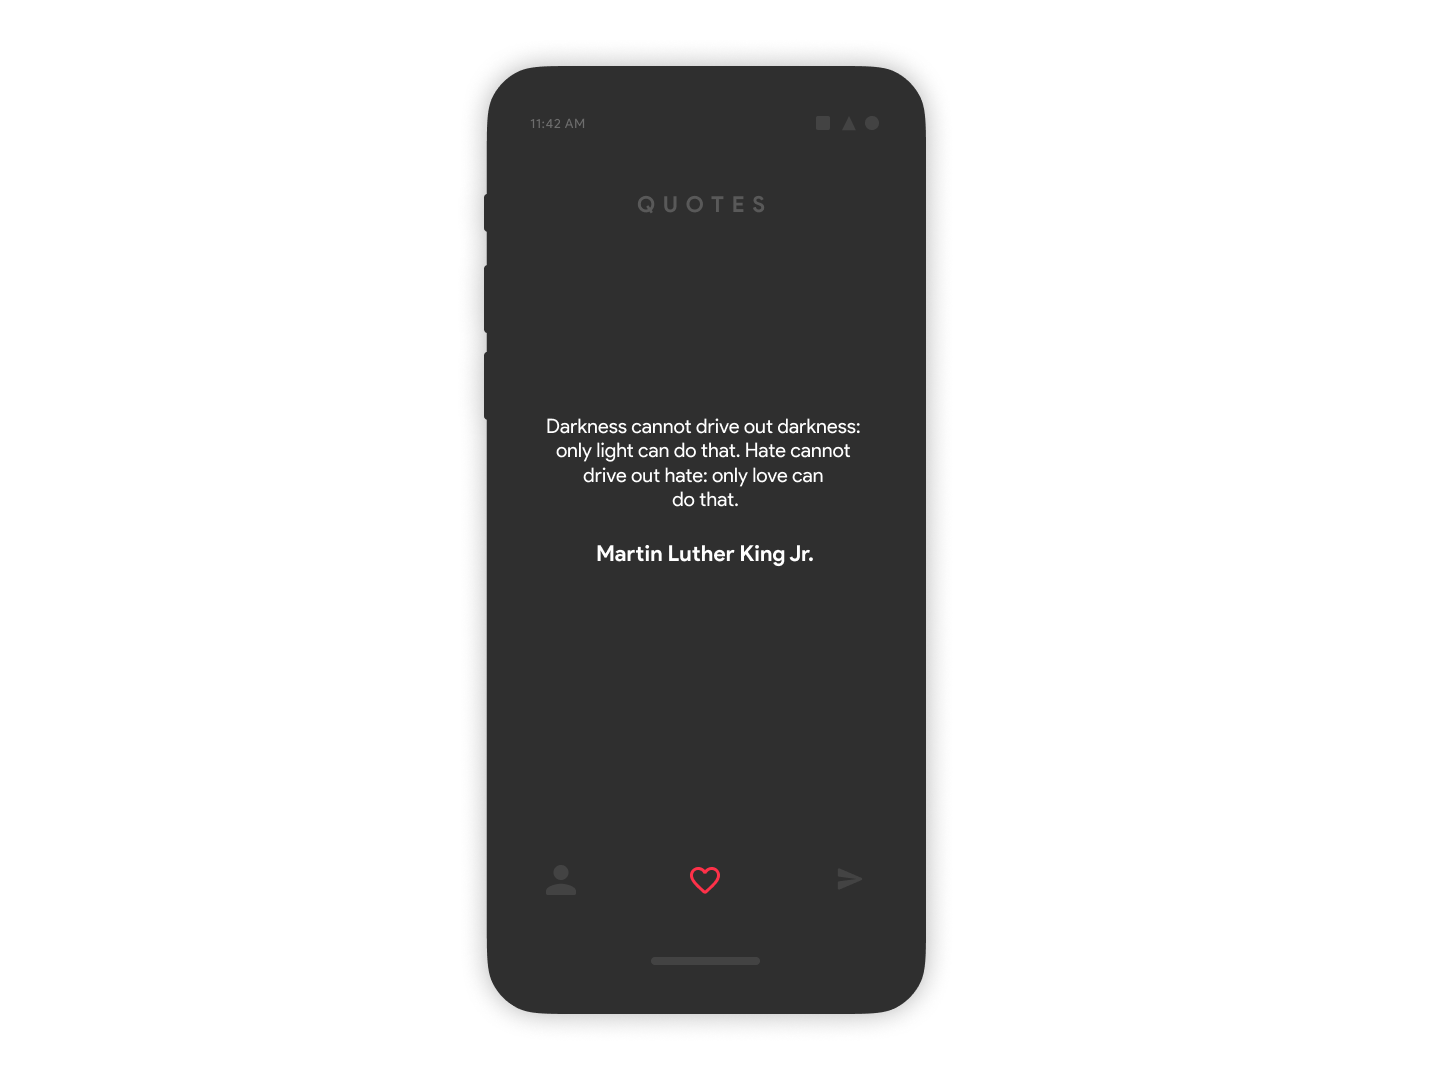 11:42 AM
QUOTES
Darkness cannot drive out darkness:
only light can do that. Hate cannot
drive out hate: only love can
do that.
Martin Luther King Jr.